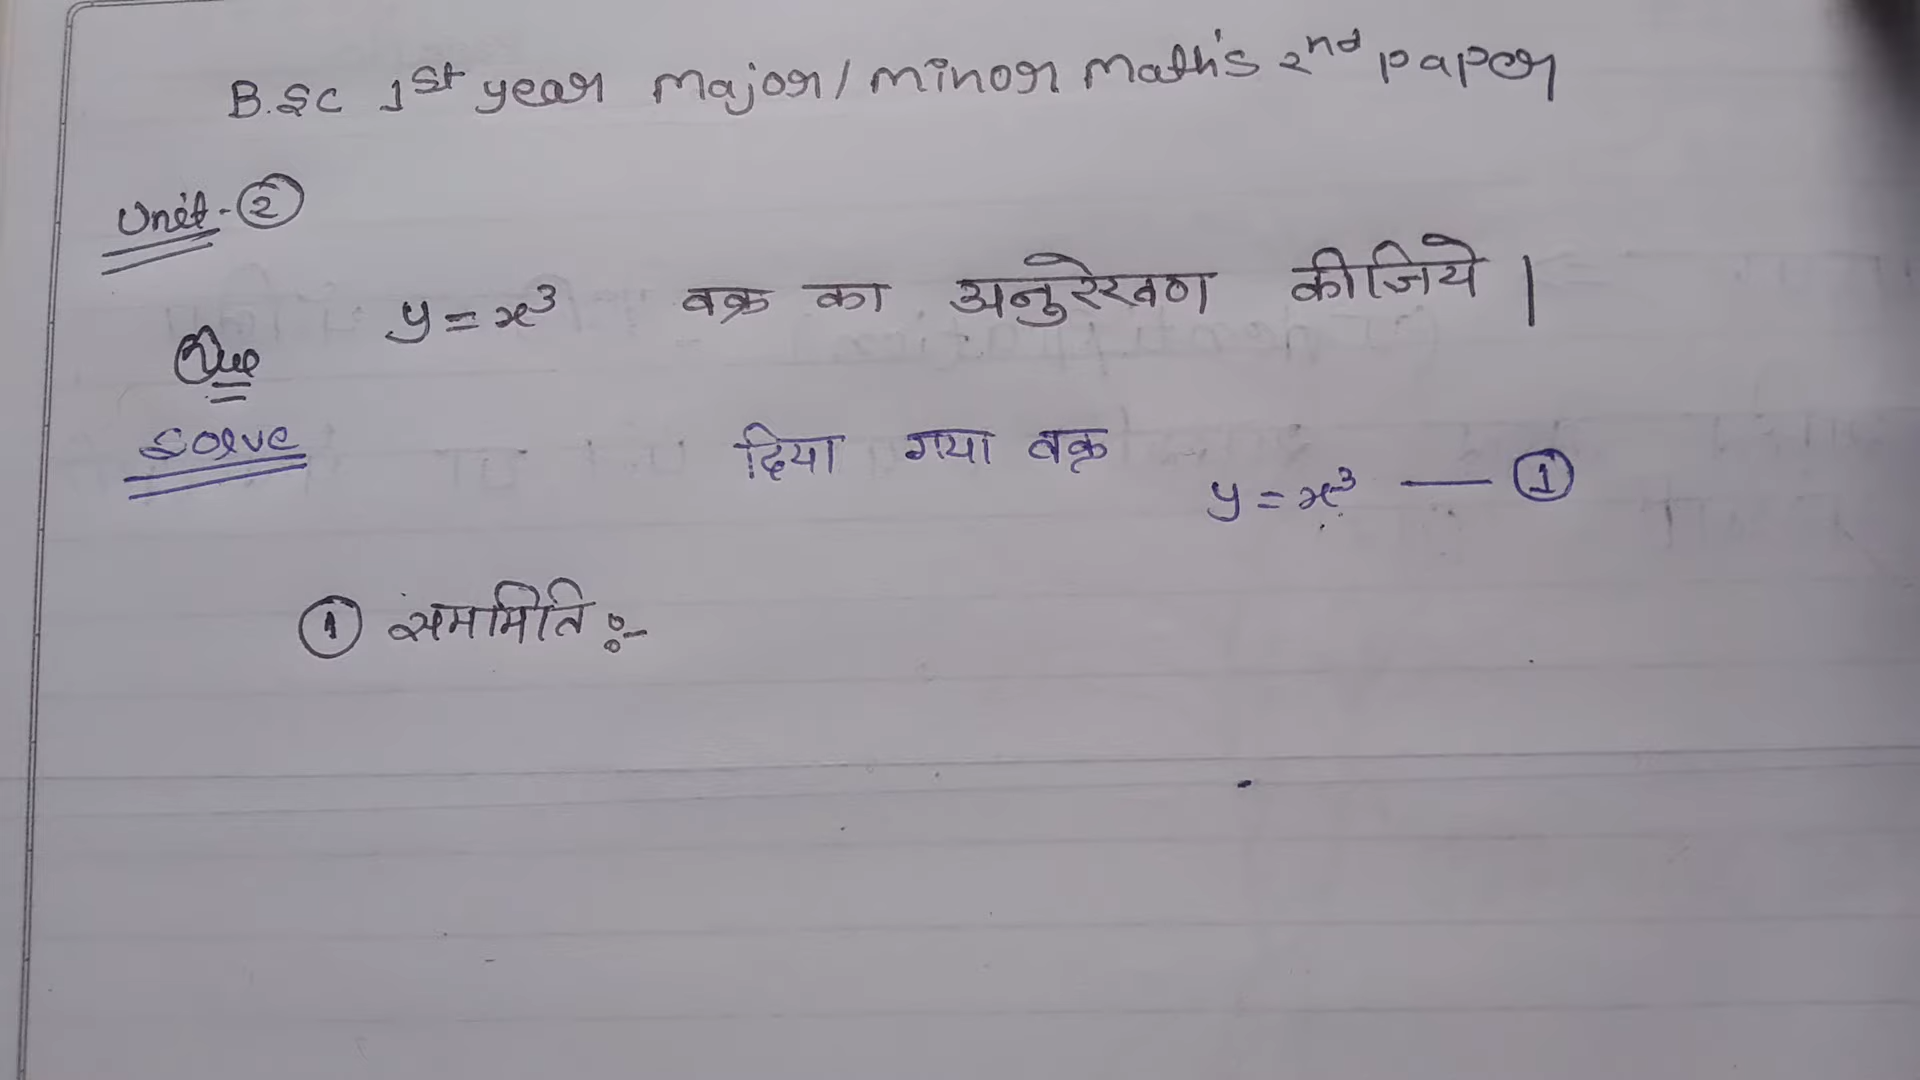 B.Sc 1st year Major/minor Math's 2nd paper
Unit-②
Que y = x³ वक्र का अनुरेखण कीजिये |
Solve दिया गया वक्र
y = x³ — ①
① सममिति :-